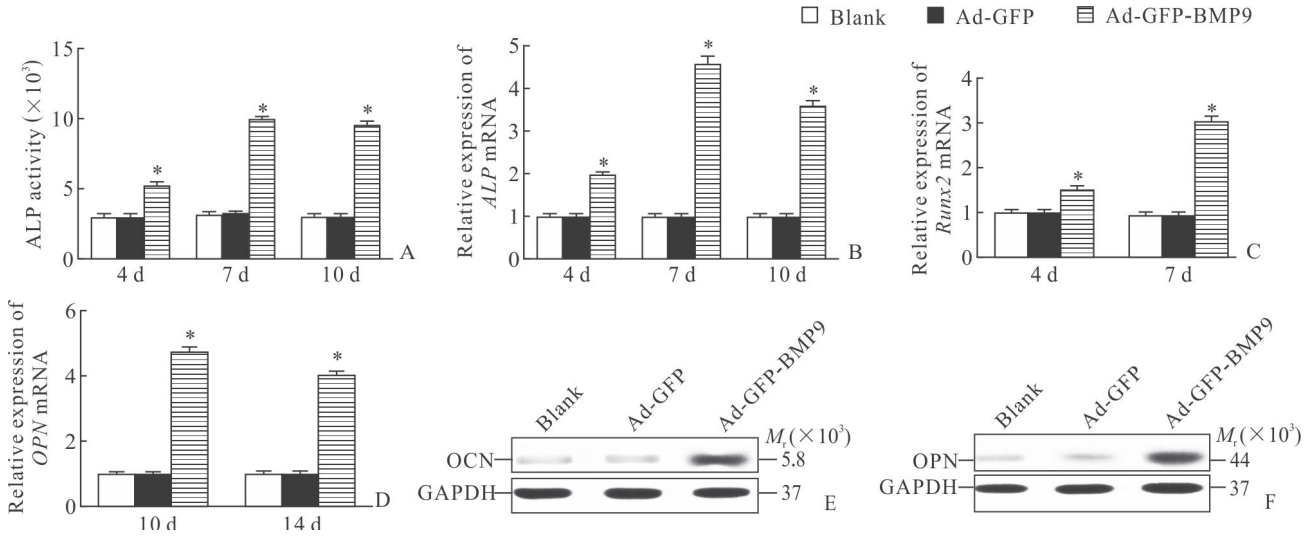 Blank Ad-GFP Ad-GFP-BMP9
ALP activity (×10³)
15
10
5
0
* * *
4 d 7 d 10 d
A
Relative expression of
ALP mRNA
5
4
3
2
1
0
* * *
4 d 7 d 10 d
B
Relative expression of
Runx2 mRNA
4
3
2
1
0
* *
4 d 7 d
C
Relative expression of
OPN mRNA
6
4
2
0
* *
10 d 14 d
D
Blank Ad-GFP Ad-GFP-BMP9
Mr (×10³)
OCN 5.8
GAPDH 37
E
Blank Ad-GFP Ad-GFP-BMP9
Mr (×10³)
OPN 44
GAPDH 37
F